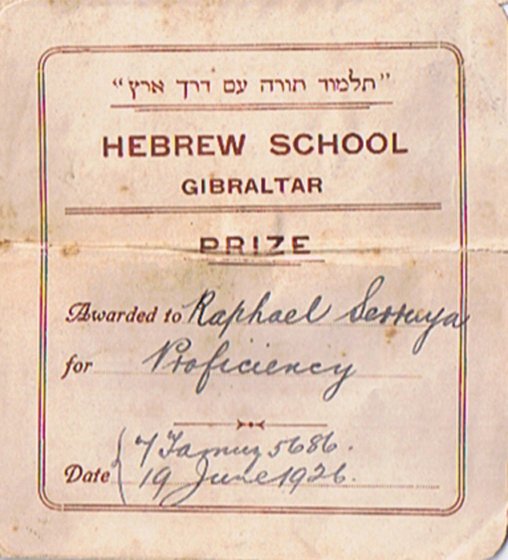 "תלמוד תורה עם דרך ארץ"
HEBREW SCHOOL
GIBRALTAR
PRIZE
Awarded to Raphael Serruya
for Proficiency
7 Tamuz 5686.
Date 19 June 1926.